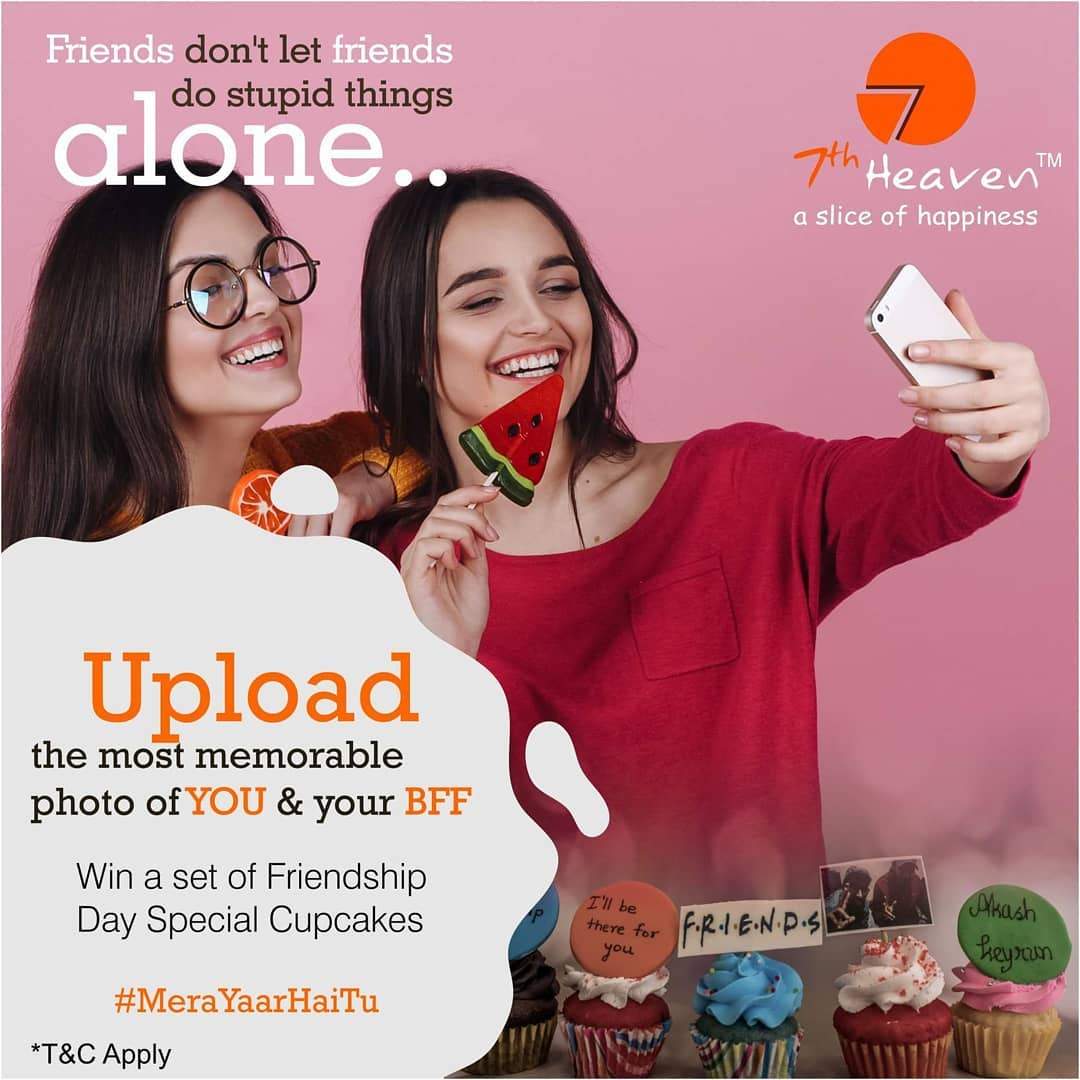 Friends don't let friends
do stupid things
alone..
7th Heaven™
a slice of happiness
Upload
the most memorable
photo of YOU & your BFF
Win a set of Friendship
Day Special Cupcakes
#MeraYaarHaiTu
*T&C Apply
I'll be
there for
you
F·R·I·E·N·D·S
Akash